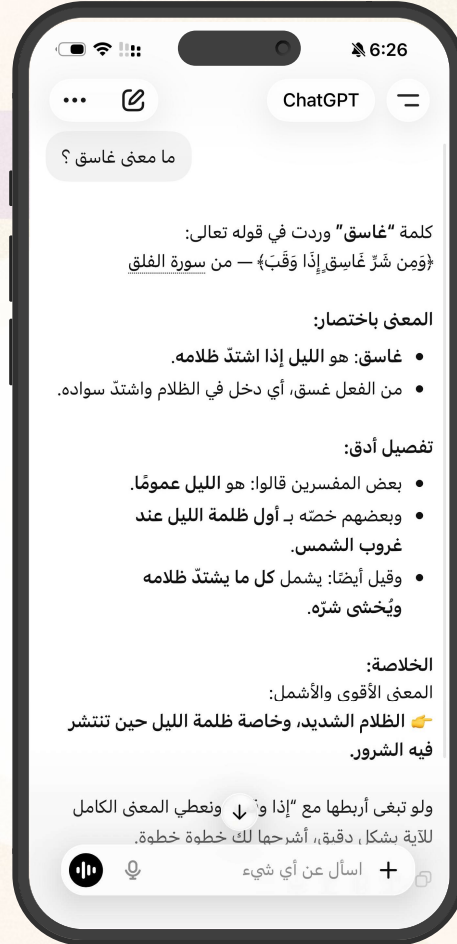 6:26
ChatGPT
ما معنى غاسق ؟
كلمة “غاسق” وردت في قوله تعالى:
﴿وَمِن شَرِّ غَاسِقٍ إِذَا وَقَبَ﴾ — من سورة الفلق
المعنى باختصار:
• غاسق: هو الليل إذا اشتدّ ظلامه.
• من الفعل غسق، أي دخل في الظلام واشتدّ سواده.
تفصيل أدق:
• بعض المفسرين قالوا: هو الليل عمومًا.
• وبعضهم خصّه بـ أول ظلمة الليل عند
غروب الشمس.
• وقيل أيضًا: يشمل كل ما يشتدّ ظلامه
ويُخشى شرّه.
الخلاصة:
المعنى الأقوى والأشمل:
👉 الظلام الشديد، وخاصة ظلمة الليل حين تنتشر
فيه الشرور.
ولو تبغى أربطها مع “إذا ونعطي المعنى الكامل
للآية بشكل دقيق، أشرحها لك خطوة خطوة.
اسأل عن أي شيء